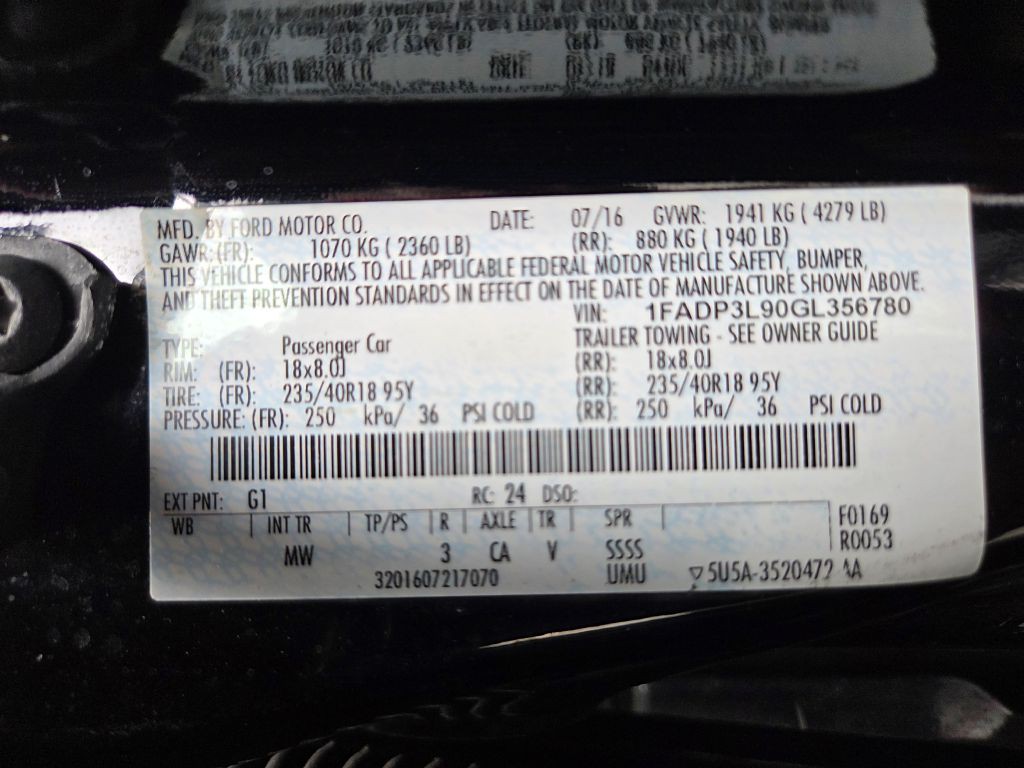 MFD. BY FORD MOTOR CO. DATE: 07/16 GVWR: 1941 KG ( 4279 LB)
GAWR: (FR): 1070 KG ( 2360 LB) (RR): 880 KG ( 1940 LB)
THIS VEHICLE CONFORMS TO ALL APPLICABLE FEDERAL MOTOR VEHICLE SAFETY, BUMPER,
AND THEFT PREVENTION STANDARDS IN EFFECT ON THE DATE OF MANUFACTURE SHOWN ABOVE.
VIN: 1FADP3L90GL356780
TYPE: Passenger Car TRAILER TOWING - SEE OWNER GUIDE
RIM: (FR): 18x8.0J (RR): 18x8.0J
TIRE: (FR): 235/40R18 95Y (RR): 235/40R18 95Y
PRESSURE: (FR): 250 kPa/ 36 PSI COLD (RR): 250 kPa/ 36 PSI COLD
EXT PNT: G1 RC: 24 DSO:
WB INT TR TP/PS R AXLE TR SPR F0169
MW 3 CA V SSSS R0053
3201607217070 UMU 5U5A-3520472 AA